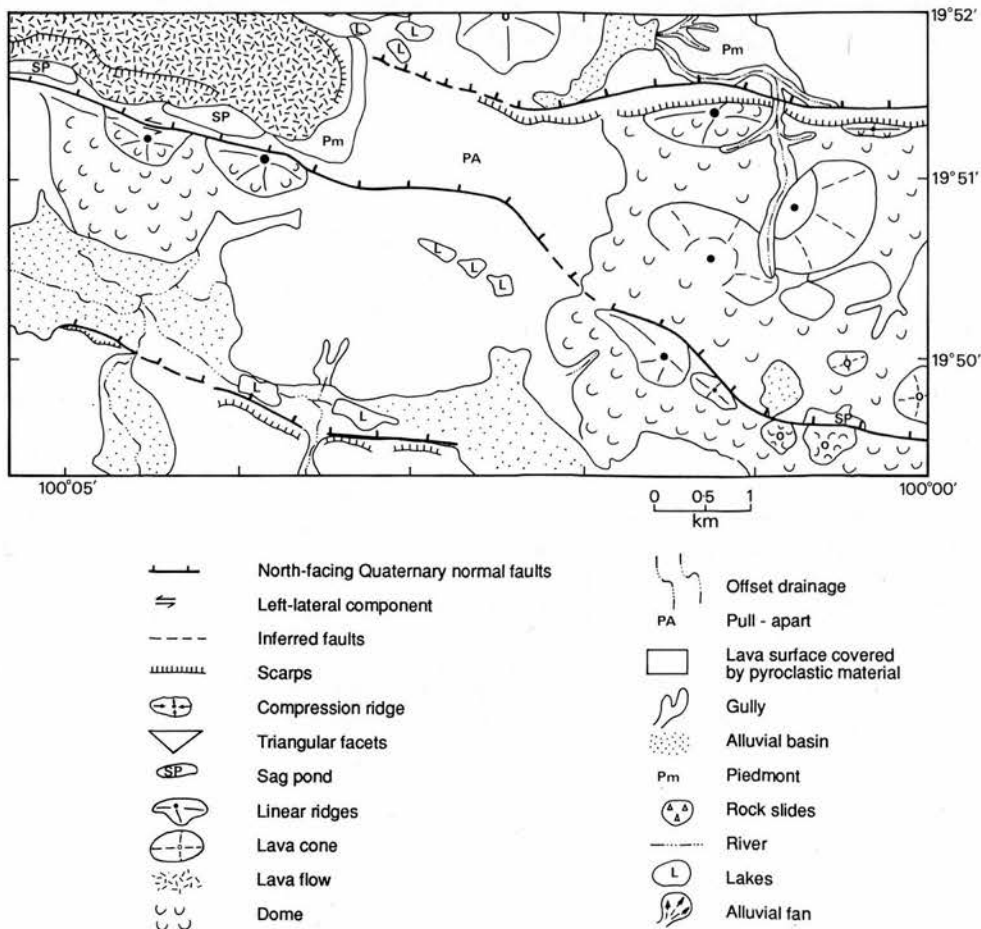 19°52'
SP
L
L
L
Pm
SP
Pm
PA
19°51'
L
L
L
19°50'
L
L
SP
100°05'
100°00'
0 0·5 1
km
North-facing Quaternary normal faults
Left-lateral component
Inferred faults
Scarps
Compression ridge
Triangular facets
SP Sag pond
Linear ridges
Lava cone
Lava flow
Dome
Offset drainage
PA Pull - apart
Lava surface covered
by pyroclastic material
Gully
Alluvial basin
Pm Piedmont
Rock slides
River
L Lakes
Alluvial fan